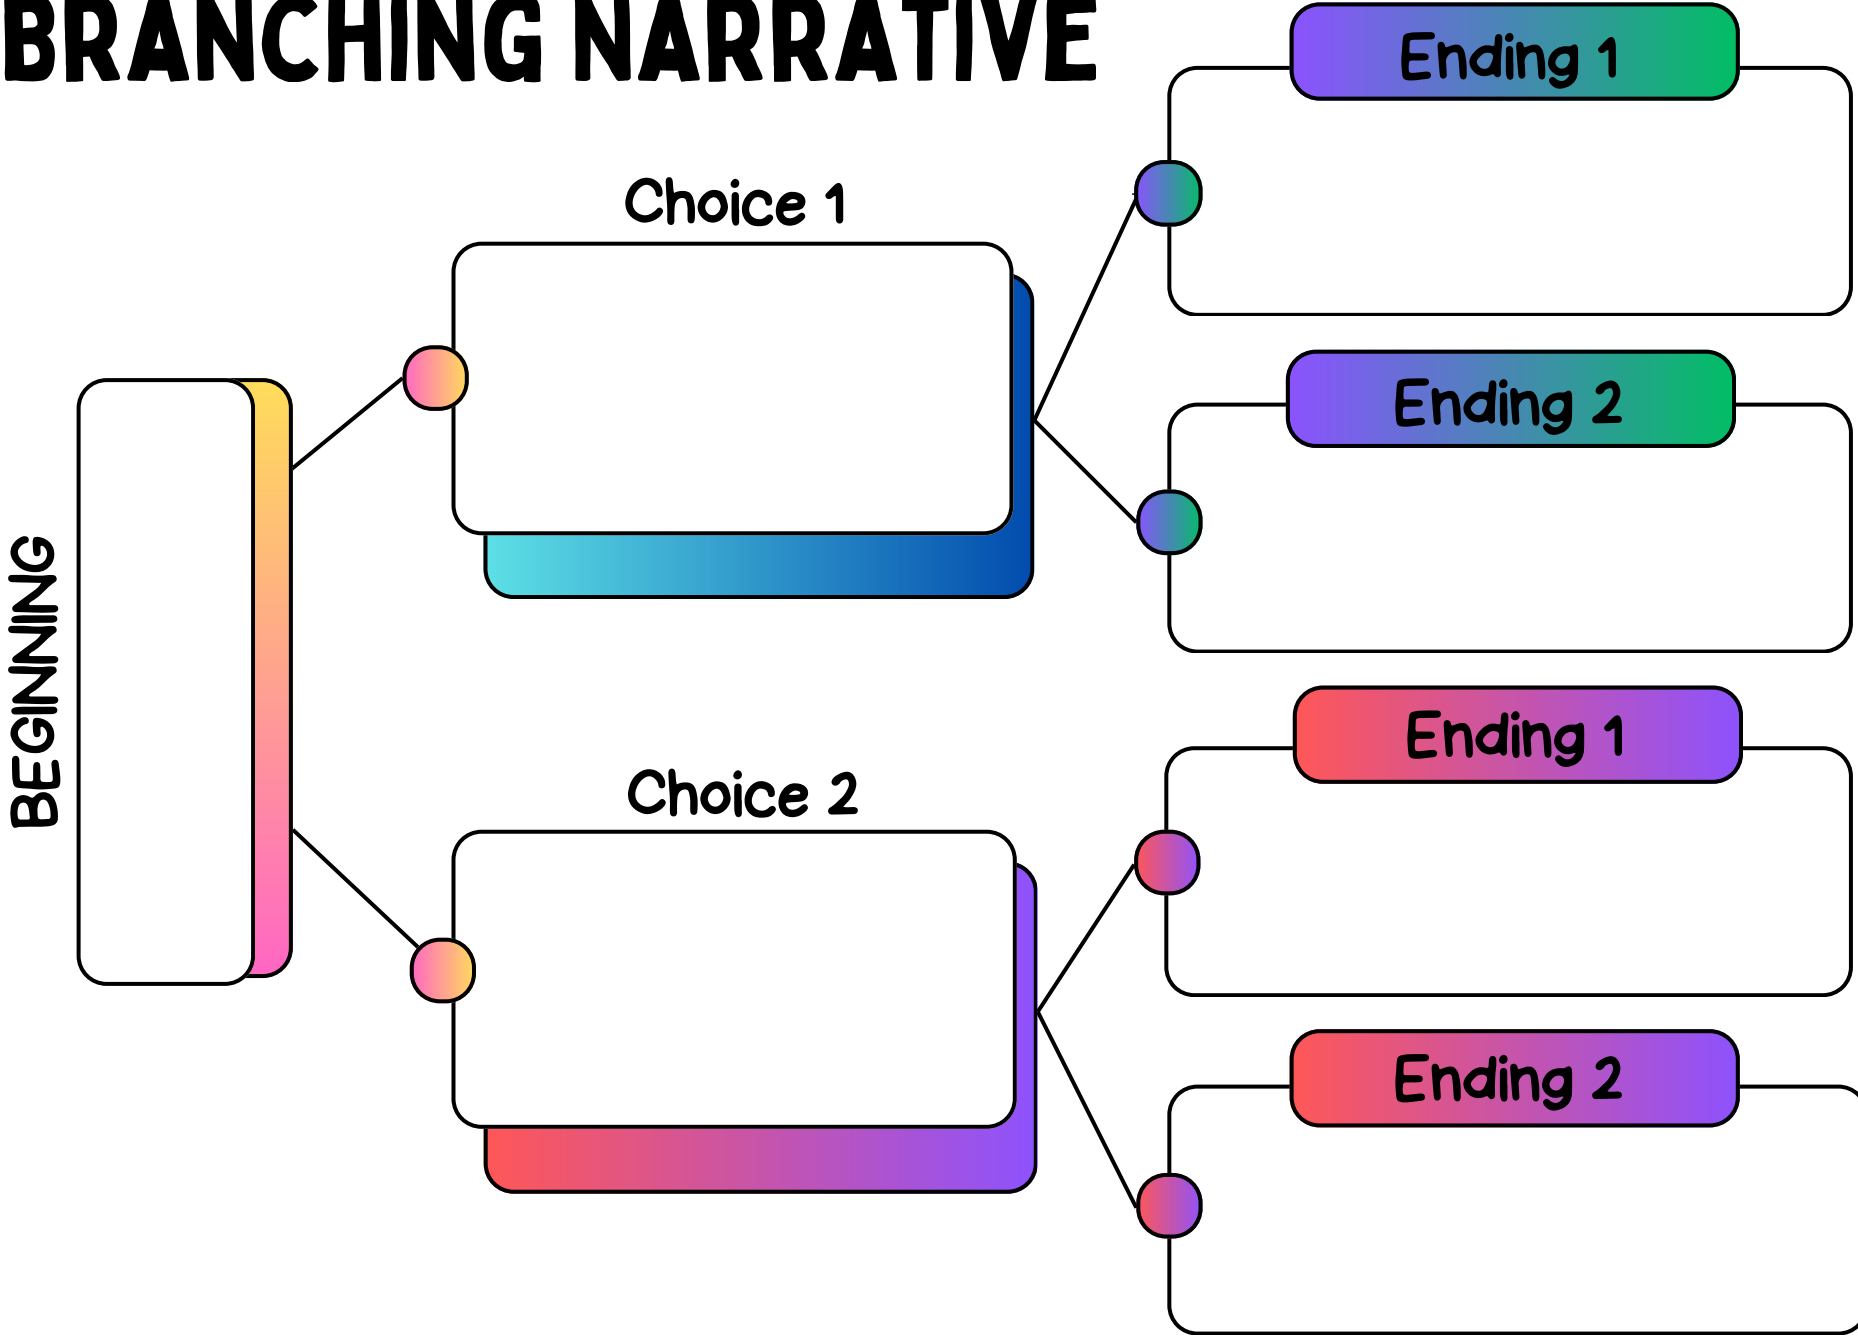 BRANCHING NARRATIVE
BEGINNING
Choice 1
Ending 1
Ending 2
Choice 2
Ending 1
Ending 2